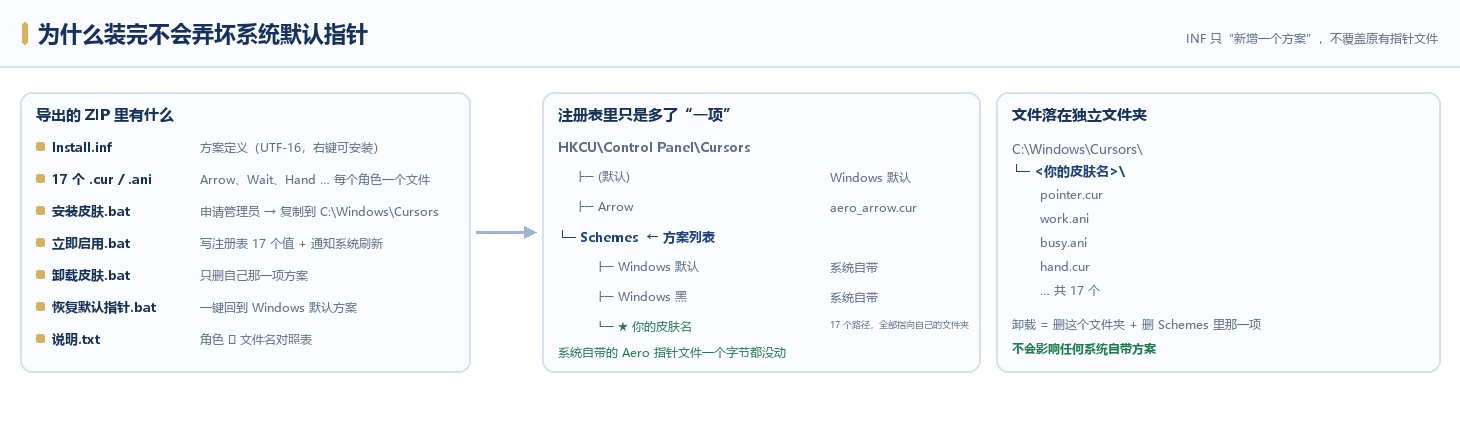 为什么装完不会弄坏系统默认指针
INF 只“新增一个方案”，不覆盖原有指针文件
导出的 ZIP 里有什么
Install.inf 方案定义（UTF-16，右键可安装）
17 个 .cur / .ani Arrow、Wait、Hand … 每个角色一个文件
安装皮肤.bat 申请管理员 → 复制到 C:\Windows\Cursors
立即启用.bat 写注册表 17 个值 + 通知系统刷新
卸载皮肤.bat 只删自己那一项方案
恢复默认指针.bat 一键回到 Windows 默认方案
说明.txt 角色 ▯ 文件名对照表
注册表里只是多了“一项”
HKCU\Control Panel\Cursors
├─ (默认) Windows 默认
├─ Arrow aero_arrow.cur
└─ Schemes ← 方案列表
├─ Windows 默认 系统自带
├─ Windows 黑 系统自带
└─ ★ 你的皮肤名 17 个路径，全部指向自己的文件夹
系统自带的 Aero 指针文件一个字节都没动
文件落在独立文件夹
C:\Windows\Cursors\
└─ <你的皮肤名>\
pointer.cur
work.ani
busy.ani
hand.cur
… 共 17 个
卸载 = 删这个文件夹 + 删 Schemes 里那一项
不会影响任何系统自带方案